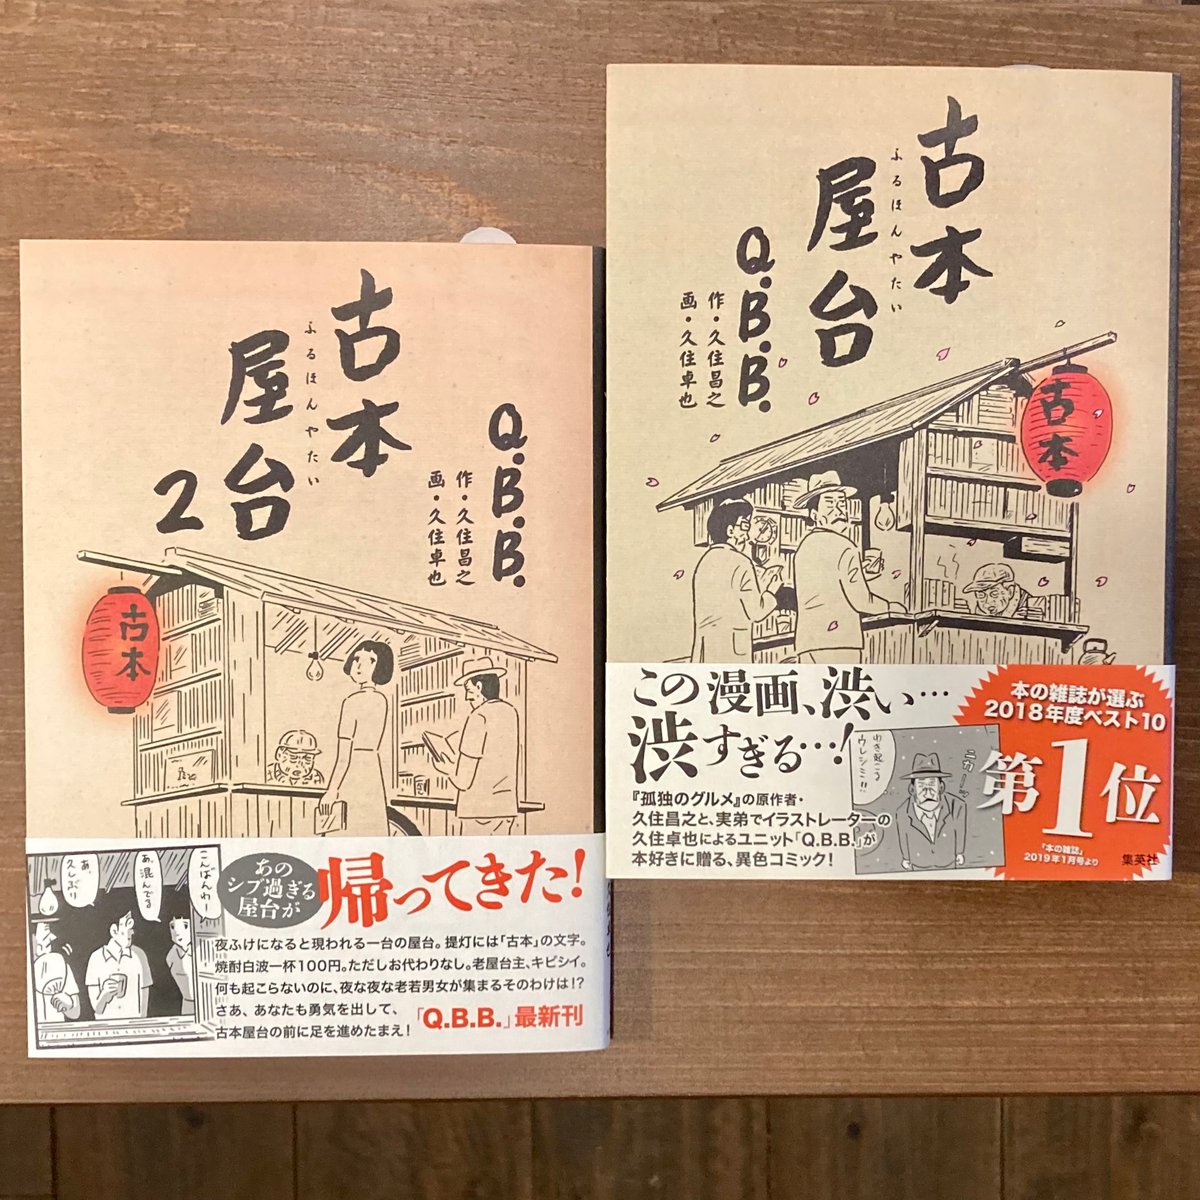 古本
屋台
ふるほんやたい
Q.B.B.
作・久住昌之
画・久住卓也
古本
この漫画、渋い…
渋すぎる…!
『孤独のグルメ』の原作者・
久住昌之と、実弟でイラストレーターの
久住卓也によるユニット「Q.B.B.」が
本好きに贈る、異色コミック!
わき起こる
ウレシミ!!
ニカーッ
本の雑誌が選ぶ
2018年度ベスト10
第1位
「本の雑誌」
2019年1月号より
集英社
古本
屋台
2
ふるほんやたい
Q.B.B.
作・久住昌之
画・久住卓也
古本
こんばんわー
あ、混んでる
あ、
久しぶり
あの
シブ過ぎる
屋台が
帰ってきた!
夜ふけになると現われる一台の屋台。提灯には「古本」の文字。
焼酎白波一杯100円。ただしお代わりなし。老屋台主、キビシイ。
何も起こらないのに、夜な夜な老若男女が集まるそのわけは!?
さあ、あなたも勇気を出して、
古本屋台の前に足を進めたまえ!
「Q.B.B.」最新刊